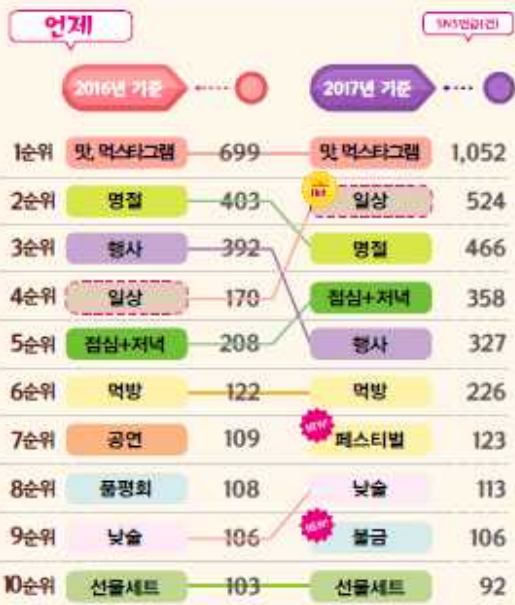 언제
SNS언급(건)
2016년 기준
2017년 기준
1순위 맛, 먹스타그램 699 맛, 먹스타그램 1,052
2순위 명절 403 일상 524
3순위 행사 392 명절 466
4순위 일상 170 점심+저녁 358
5순위 점심+저녁 208 행사 327
6순위 먹방 122 먹방 226
7순위 공연 109 NEW 페스티벌 123
8순위 품평회 108 낮술 113
9순위 낮술 106 NEW 불금 106
10순위 선물세트 103 선물세트 92